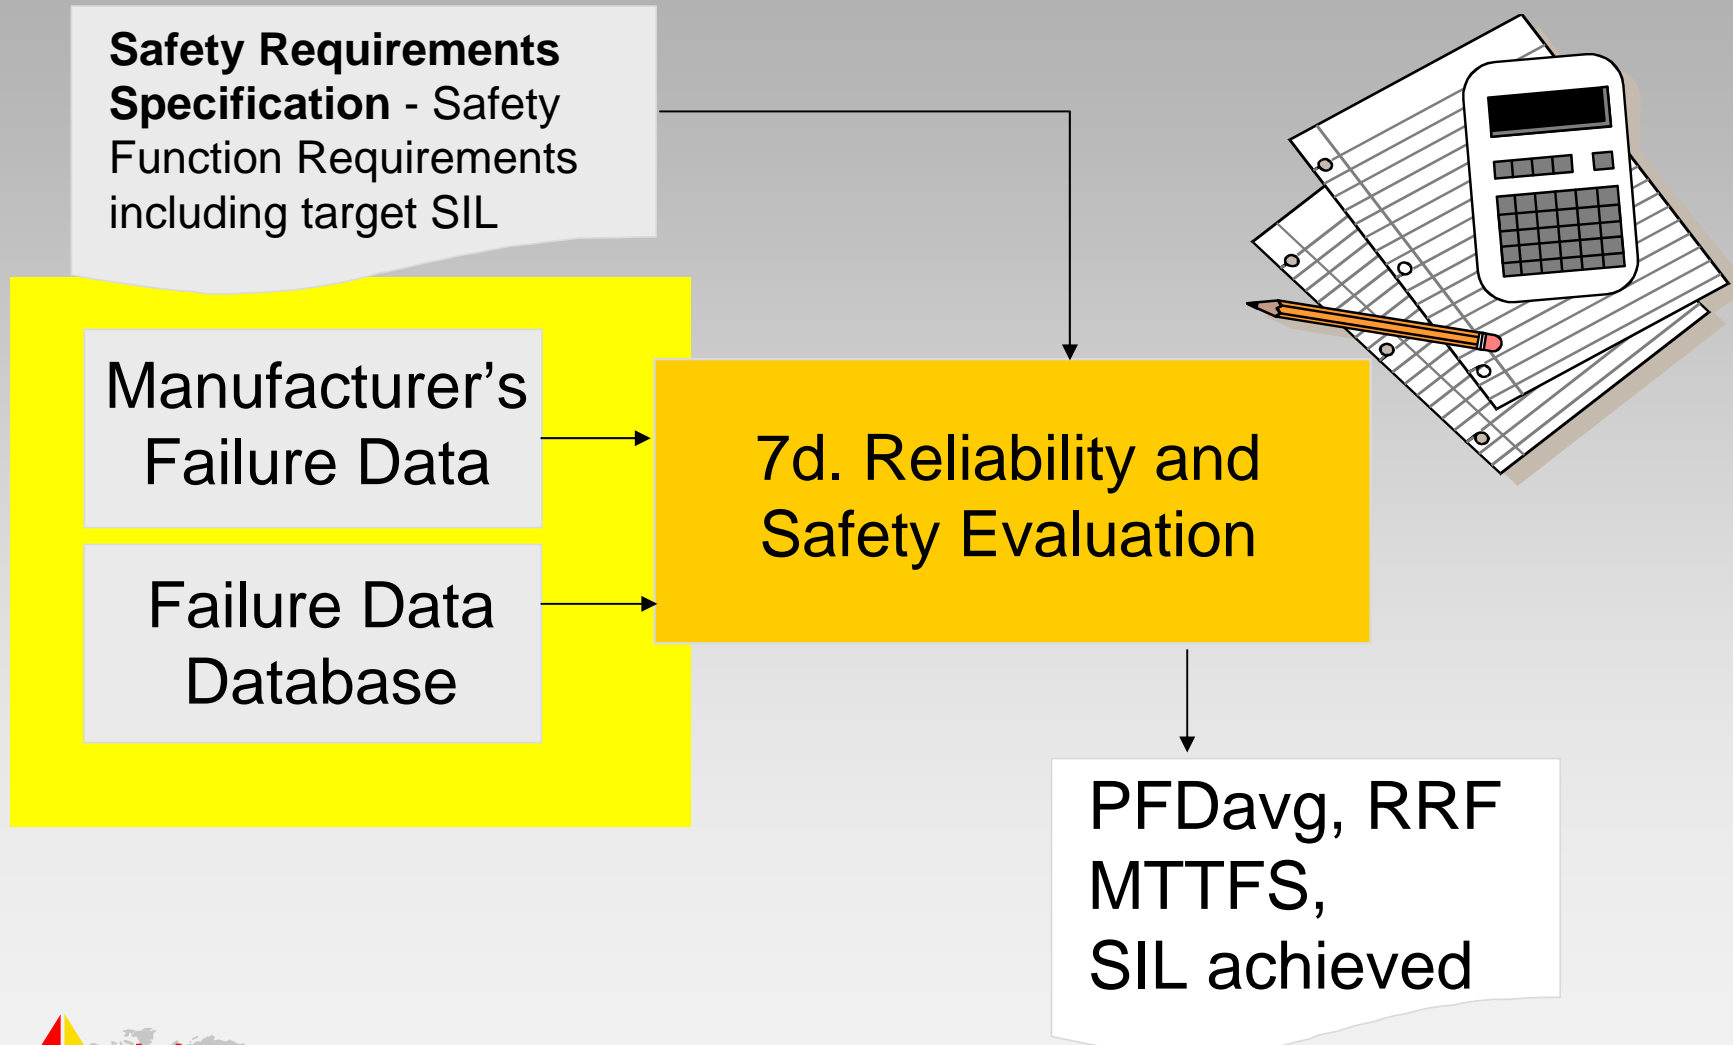 Safety Requirements
Specification - Safety
Function Requirements
including target SIL
Manufacturer’s
Failure Data
7d. Reliability and
Safety Evaluation
Failure Data
Database
PFDavg, RRF
MTTFS,
SIL achieved